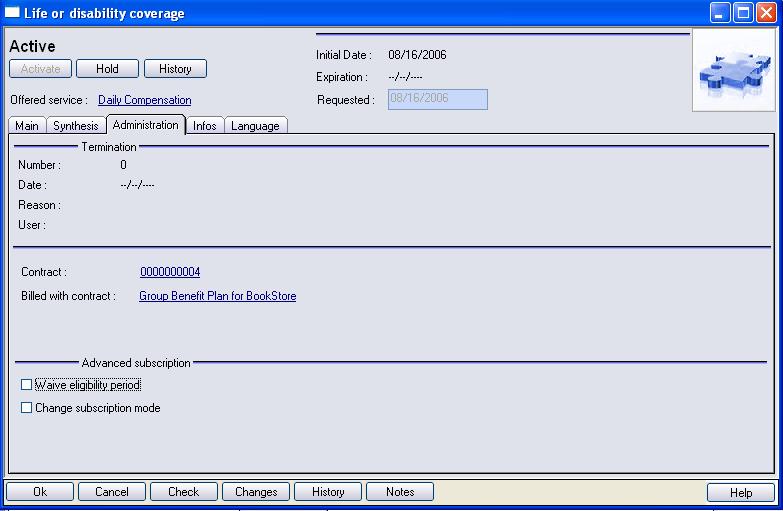 Life or disability coverage
Active
Activate Hold History
Initial Date : 08/16/2006
Expiration : --/--/----
Requested : 08/16/2006
Offered service : Daily Compensation
Main Synthesis Administration Infos Language
Termination
Number : 0
Date : --/--/----
Reason :
User :
Contract : 0000000004
Billed with contract : Group Benefit Plan for BookStore
Advanced subscription
Waive eligibility period
Change subscription mode
Ok Cancel Check Changes History Notes Help